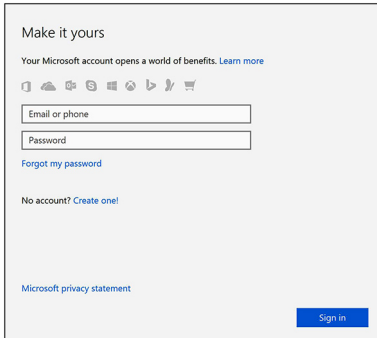 Make it yours
Your Microsoft account opens a world of benefits. Learn more
Email or phone
Password
Forgot my password
No account? Create one!
Microsoft privacy statement
Sign in